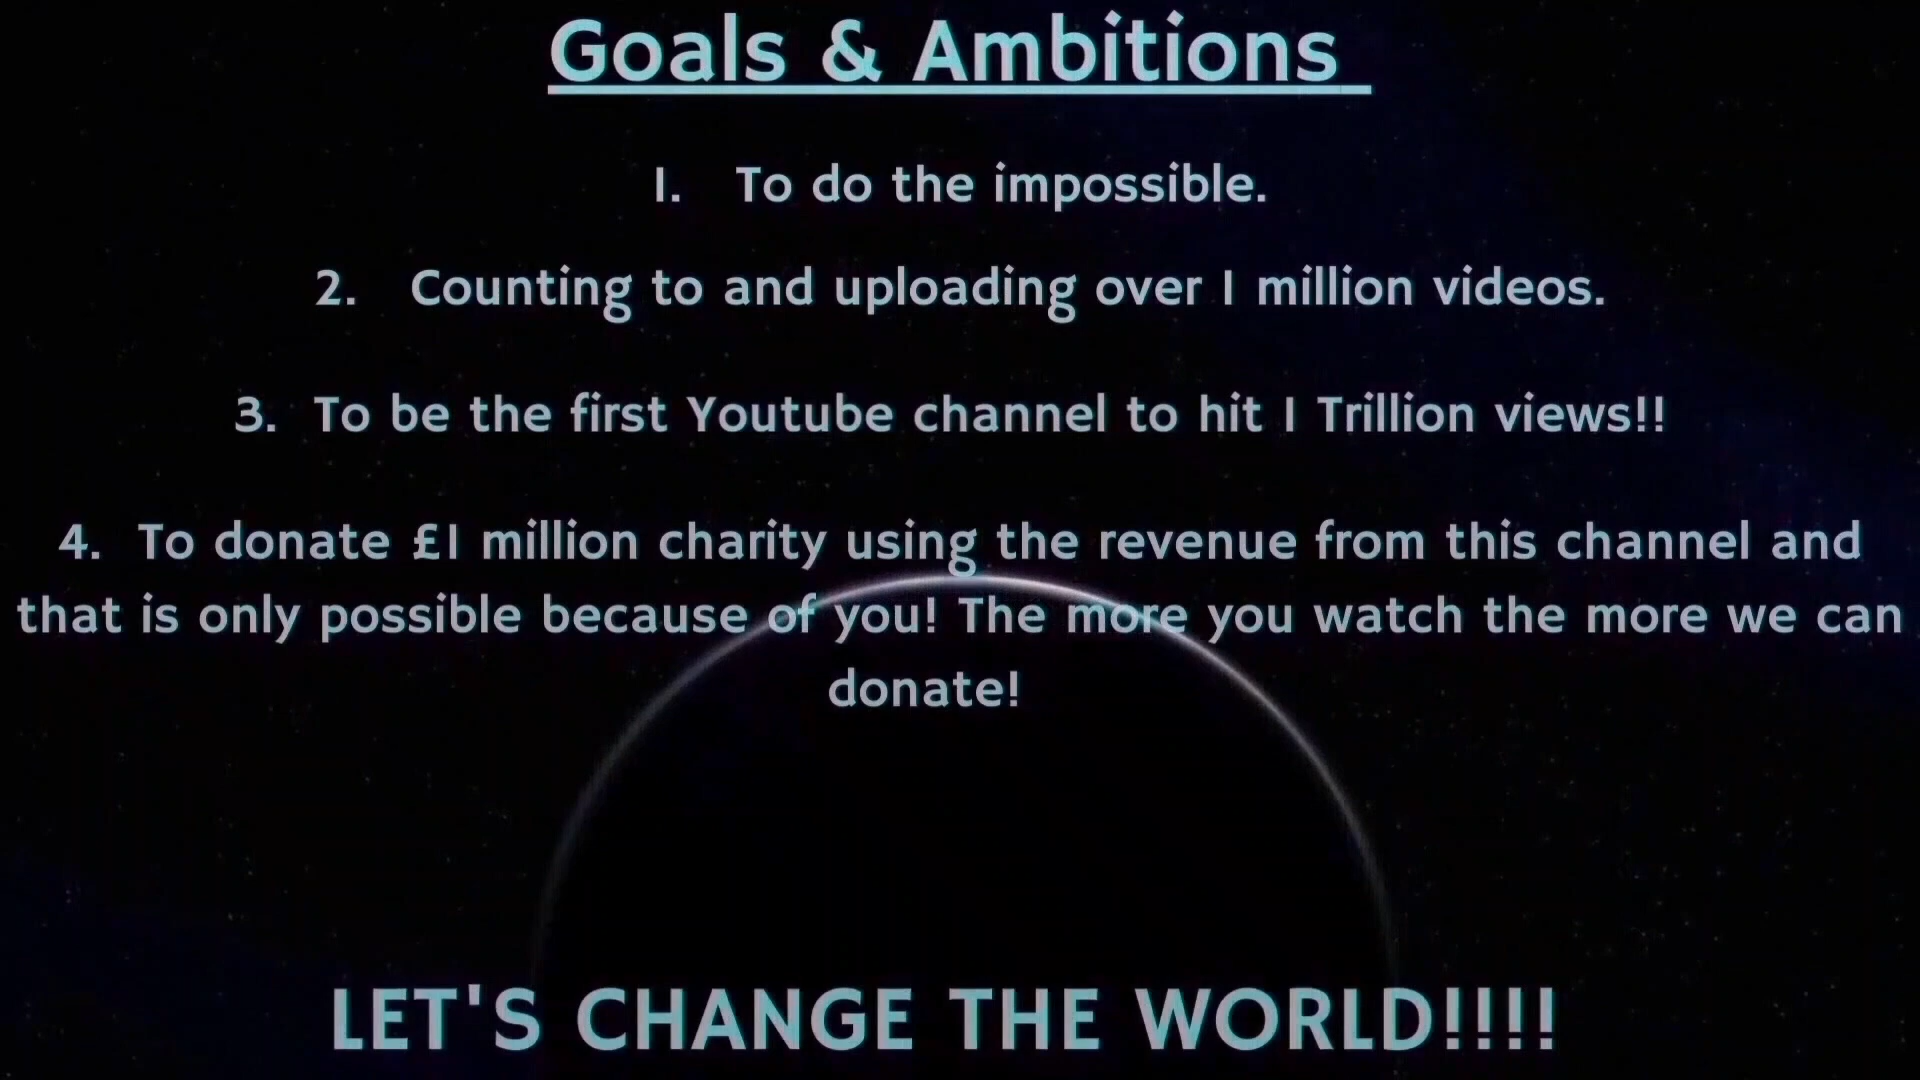 Goals & Ambitions
1. To do the impossible.
2. Counting to and uploading over 1 million videos.
3. To be the first Youtube channel to hit 1 Trillion views!!
4. To donate £1 million charity using the revenue from this channel and
that is only possible because of you! The more you watch the more we can
donate!
LET'S CHANGE THE WORLD!!!!